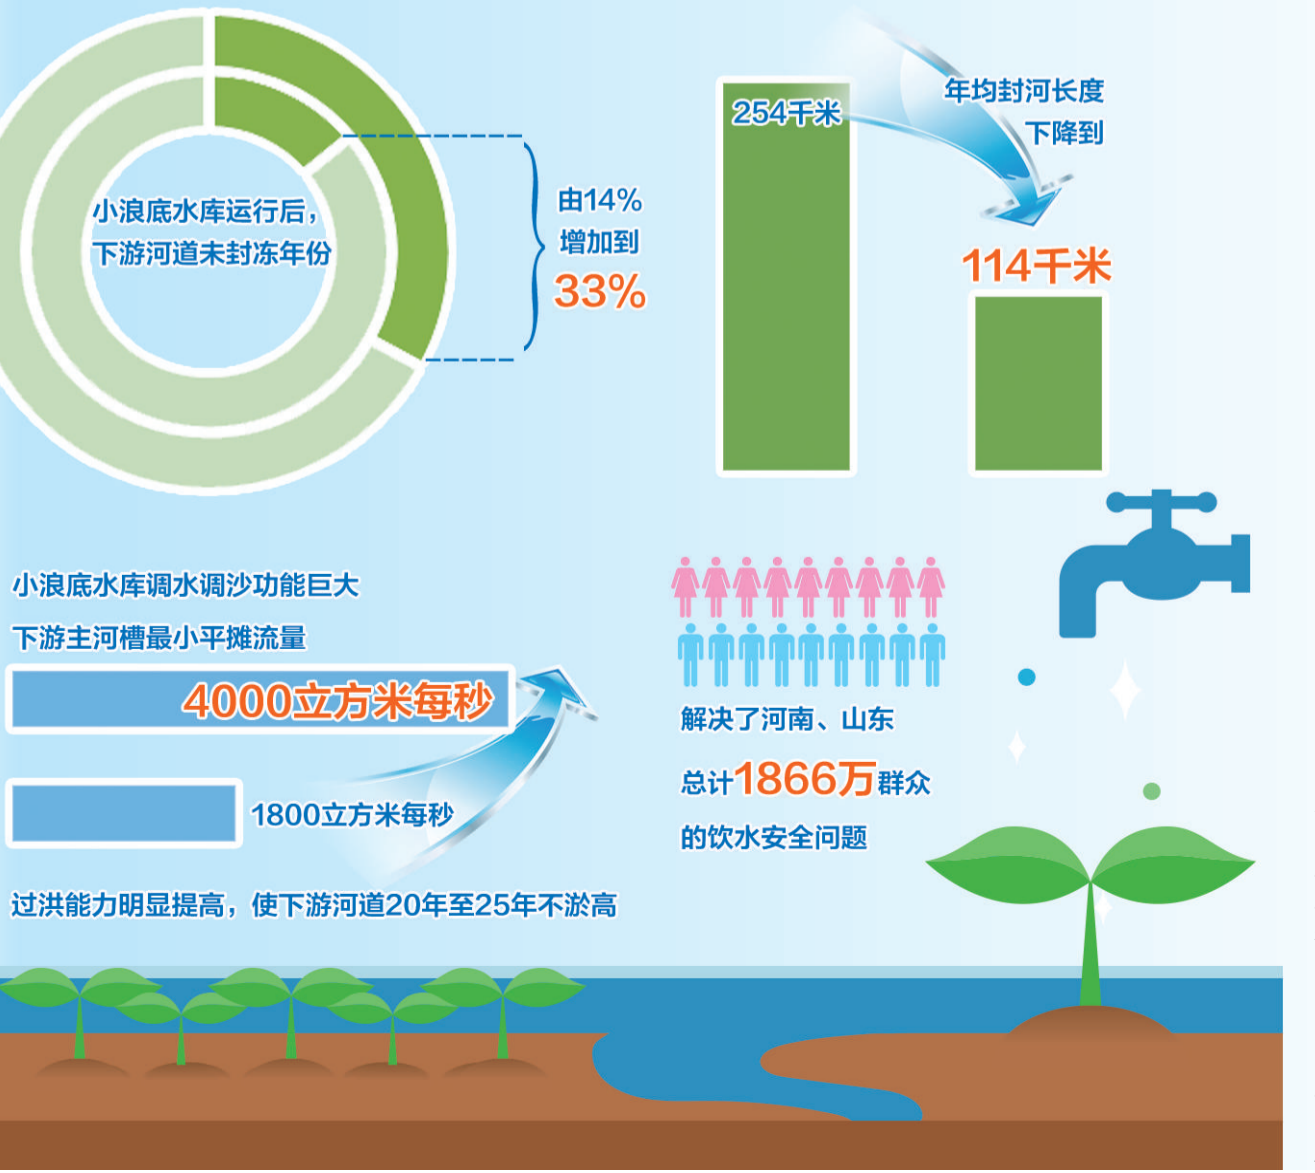 小浪底水库运行后，
下游河道未封冻年份
由14%
增加到
33%
254千米
年均封河长度
下降到
114千米
小浪底水库调水调沙功能巨大
下游主河槽最小平摊流量
4000立方米每秒
1800立方米每秒
过洪能力明显提高，使下游河道20年至25年不淤高
解决了河南、山东
总计1866万群众
的饮水安全问题